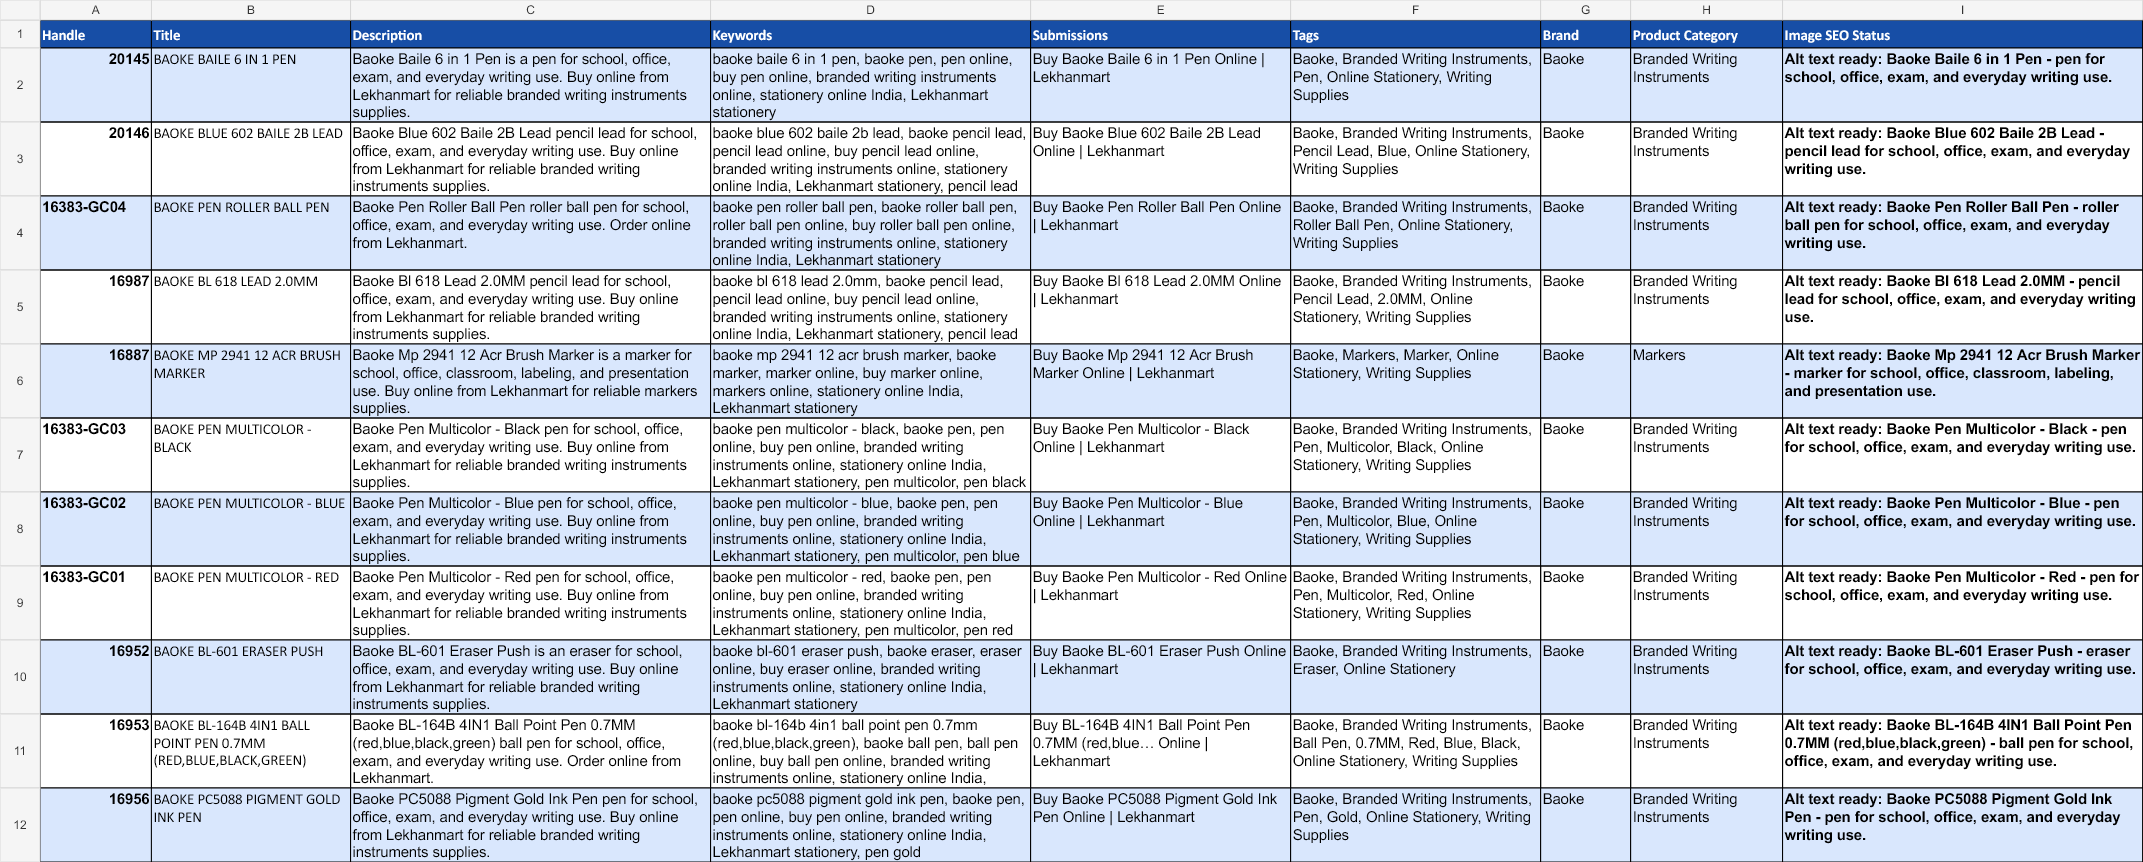 A B C D E F G H I
1 Handle Title Description Keywords Submissions Tags Brand Product Category Image SEO Status
2
20145
BAOKE BAILE 6 IN 1 PEN
Baoke Baile 6 in 1 Pen is a pen for school, office,
exam, and everyday writing use. Buy online from
Lekhanmart for reliable branded writing instruments
supplies.
baoke baile 6 in 1 pen, baoke pen, pen online,
buy pen online, branded writing instruments
online, stationery online India, Lekhanmart
stationery
Buy Baoke Baile 6 in 1 Pen Online |
Lekhanmart
Baoke, Branded Writing Instruments,
Pen, Online Stationery, Writing
Supplies
Baoke
Branded Writing
Instruments
Alt text ready: Baoke Baile 6 in 1 Pen - pen for
school, office, exam, and everyday writing use.
3
20146
BAOKE BLUE 602 BAILE 2B LEAD
Baoke Blue 602 Baile 2B Lead pencil lead for school,
office, exam, and everyday writing use. Buy online
from Lekhanmart for reliable branded writing
instruments supplies.
baoke blue 602 baile 2b lead, baoke pencil lead,
pencil lead online, buy pencil lead online,
branded writing instruments online, stationery
online India, Lekhanmart stationery, pencil lead
Buy Baoke Blue 602 Baile 2B Lead
Online | Lekhanmart
Baoke, Branded Writing Instruments,
Pencil Lead, Blue, Online Stationery,
Writing Supplies
Baoke
Branded Writing
Instruments
Alt text ready: Baoke Blue 602 Baile 2B Lead -
pencil lead for school, office, exam, and everyday
writing use.
4
16383-GC04
BAOKE PEN ROLLER BALL PEN
Baoke Pen Roller Ball Pen roller ball pen for school,
office, exam, and everyday writing use. Order online
from Lekhanmart.
baoke pen roller ball pen, baoke roller ball pen,
roller ball pen online, buy roller ball pen online,
branded writing instruments online, stationery
online India, Lekhanmart stationery
Buy Baoke Pen Roller Ball Pen Online
| Lekhanmart
Baoke, Branded Writing Instruments,
Roller Ball Pen, Online Stationery,
Writing Supplies
Baoke
Branded Writing
Instruments
Alt text ready: Baoke Pen Roller Ball Pen - roller
ball pen for school, office, exam, and everyday
writing use.
5
16987
BAOKE BL 618 LEAD 2.0MM
Baoke Bl 618 Lead 2.0MM pencil lead for school,
office, exam, and everyday writing use. Buy online
from Lekhanmart for reliable branded writing
instruments supplies.
baoke bl 618 lead 2.0mm, baoke pencil lead,
pencil lead online, buy pencil lead online,
branded writing instruments online, stationery
online India, Lekhanmart stationery, pencil lead
Buy Baoke Bl 618 Lead 2.0MM Online
| Lekhanmart
Baoke, Branded Writing Instruments,
Pencil Lead, 2.0MM, Online
Stationery, Writing Supplies
Baoke
Branded Writing
Instruments
Alt text ready: Baoke Bl 618 Lead 2.0MM - pencil
lead for school, office, exam, and everyday writing
use.
6
16887
BAOKE MP 2941 12 ACR BRUSH
MARKER
Baoke Mp 2941 12 Acr Brush Marker is a marker for
school, office, classroom, labeling, and presentation
use. Buy online from Lekhanmart for reliable markers
supplies.
baoke mp 2941 12 acr brush marker, baoke
marker, marker online, buy marker online,
markers online, stationery online India,
Lekhanmart stationery
Buy Baoke Mp 2941 12 Acr Brush
Marker Online | Lekhanmart
Baoke, Markers, Marker, Online
Stationery, Writing Supplies
Baoke
Markers
Alt text ready: Baoke Mp 2941 12 Acr Brush Marker
- marker for school, office, classroom, labeling,
and presentation use.
7
16383-GC03
BAOKE PEN MULTICOLOR -
BLACK
Baoke Pen Multicolor - Black pen for school, office,
exam, and everyday writing use. Buy online from
Lekhanmart for reliable branded writing instruments
supplies.
baoke pen multicolor - black, baoke pen, pen
online, buy pen online, branded writing
instruments online, stationery online India,
Lekhanmart stationery, pen multicolor, pen black
Buy Baoke Pen Multicolor - Black
Online | Lekhanmart
Baoke, Branded Writing Instruments,
Pen, Multicolor, Black, Online
Stationery, Writing Supplies
Baoke
Branded Writing
Instruments
Alt text ready: Baoke Pen Multicolor - Black - pen
for school, office, exam, and everyday writing use.
8
16383-GC02
BAOKE PEN MULTICOLOR - BLUE
Baoke Pen Multicolor - Blue pen for school, office,
exam, and everyday writing use. Buy online from
Lekhanmart for reliable branded writing instruments
supplies.
baoke pen multicolor - blue, baoke pen, pen
online, buy pen online, branded writing
instruments online, stationery online India,
Lekhanmart stationery, pen multicolor, pen blue
Buy Baoke Pen Multicolor - Blue
Online | Lekhanmart
Baoke, Branded Writing Instruments,
Pen, Multicolor, Blue, Online
Stationery, Writing Supplies
Baoke
Branded Writing
Instruments
Alt text ready: Baoke Pen Multicolor - Blue - pen
for school, office, exam, and everyday writing use.
9
16383-GC01
BAOKE PEN MULTICOLOR - RED
Baoke Pen Multicolor - Red pen for school, office,
exam, and everyday writing use. Buy online from
Lekhanmart for reliable branded writing instruments
supplies.
baoke pen multicolor - red, baoke pen, pen
online, buy pen online, branded writing
instruments online, stationery online India,
Lekhanmart stationery, pen multicolor, pen red
Buy Baoke Pen Multicolor - Red Online
| Lekhanmart
Baoke, Branded Writing Instruments,
Pen, Multicolor, Red, Online
Stationery, Writing Supplies
Baoke
Branded Writing
Instruments
Alt text ready: Baoke Pen Multicolor - Red - pen for
school, office, exam, and everyday writing use.
10
16952
BAOKE BL-601 ERASER PUSH
Baoke BL-601 Eraser Push is an eraser for school,
office, exam, and everyday writing use. Buy online
from Lekhanmart for reliable branded writing
instruments supplies.
baoke bl-601 eraser push, baoke eraser, eraser
online, buy eraser online, branded writing
instruments online, stationery online India,
Lekhanmart stationery
Buy Baoke BL-601 Eraser Push Online
| Lekhanmart
Baoke, Branded Writing Instruments,
Eraser, Online Stationery
Baoke
Branded Writing
Instruments
Alt text ready: Baoke BL-601 Eraser Push - eraser
for school, office, exam, and everyday writing use.
11
16953
BAOKE BL-164B 4IN1 BALL
POINT PEN 0.7MM
(RED,BLUE,BLACK,GREEN)
Baoke BL-164B 4IN1 Ball Point Pen 0.7MM
(red,blue,black,green) ball pen for school, office,
exam, and everyday writing use. Order online from
Lekhanmart.
baoke bl-164b 4in1 ball point pen 0.7mm
(red,blue,black,green), baoke ball pen, ball pen
online, buy ball pen online, branded writing
instruments online, stationery online India,
Buy BL-164B 4IN1 Ball Point Pen
0.7MM (red,blue… Online |
Lekhanmart
Baoke, Branded Writing Instruments,
Ball Pen, 0.7MM, Red, Blue, Black,
Online Stationery, Writing Supplies
Baoke
Branded Writing
Instruments
Alt text ready: Baoke BL-164B 4IN1 Ball Point Pen
0.7MM (red,blue,black,green) - ball pen for school,
office, exam, and everyday writing use.
12
16956
BAOKE PC5088 PIGMENT GOLD
INK PEN
Baoke PC5088 Pigment Gold Ink Pen pen for school,
office, exam, and everyday writing use. Buy online
from Lekhanmart for reliable branded writing
instruments supplies.
baoke pc5088 pigment gold ink pen, baoke pen,
pen online, buy pen online, branded writing
instruments online, stationery online India,
Lekhanmart stationery, pen gold
Buy Baoke PC5088 Pigment Gold Ink
Pen Online | Lekhanmart
Baoke, Branded Writing Instruments,
Pen, Gold, Online Stationery, Writing
Supplies
Baoke
Branded Writing
Instruments
Alt text ready: Baoke PC5088 Pigment Gold Ink
Pen - pen for school, office, exam, and everyday
writing use.